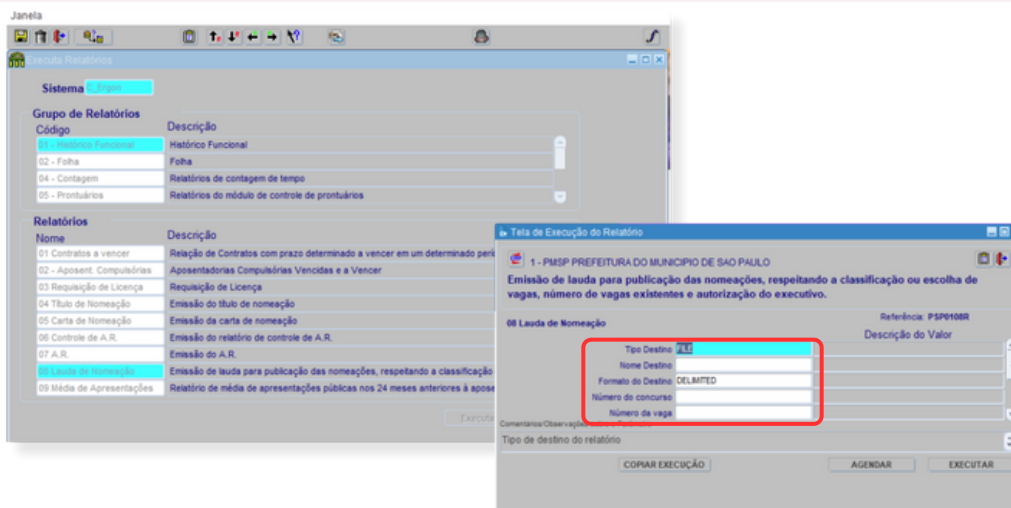 Janela
Executa Relatórios
Sistema C_Ergon
Grupo de Relatórios
Código Descrição
01 - Histórico Funcional Histórico Funcional
02 - Folha Folha
04 - Contagem Relatórios de contagem de tempo
05 - Prontuários Relatórios do módulo de controle de prontuários
Relatórios
Nome Descrição
01 Contratos a vencer Relação de Contratos com prazo determinado a vencer em um determinado perí
02 - Aposent. Compulsórias Aposentadorias Compulsórias Vencidas e a Vencer
03 Requisição de Licença Requisição de Licença
04 Título de Nomeação Emissão do título de nomeação
05 Carta de Nomeação Emissão da carta de nomeação
06 Controle de A.R. Emissão do relatório de controle de A.R.
07 A.R. Emissão do A.R.
08 Lauda de Nomeação Emissão de lauda para publicação das nomeações, respeitando a classificação
09 Média de Apresentações Relatório de média de apresentações públicas nos 24 meses anteriores à apose
Executa
Tela de Execução do Relatório
1 - PMSP PREFEITURA DO MUNICIPIO DE SAO PAULO
Emissão de lauda para publicação das nomeações, respeitando a classificação ou escolha de
vagas, número de vagas existentes e autorização do executivo.
08 Lauda de Nomeação Referência: PSP0108R
Descrição do Valor
Tipo Destino FILE
Nome Destino
Formato do Destino DELIMITED
Número do concurso
Número da vaga
Comentários/Observações
Tipo de destino do relatório
COPIAR EXECUÇÃO AGENDAR EXECUTAR